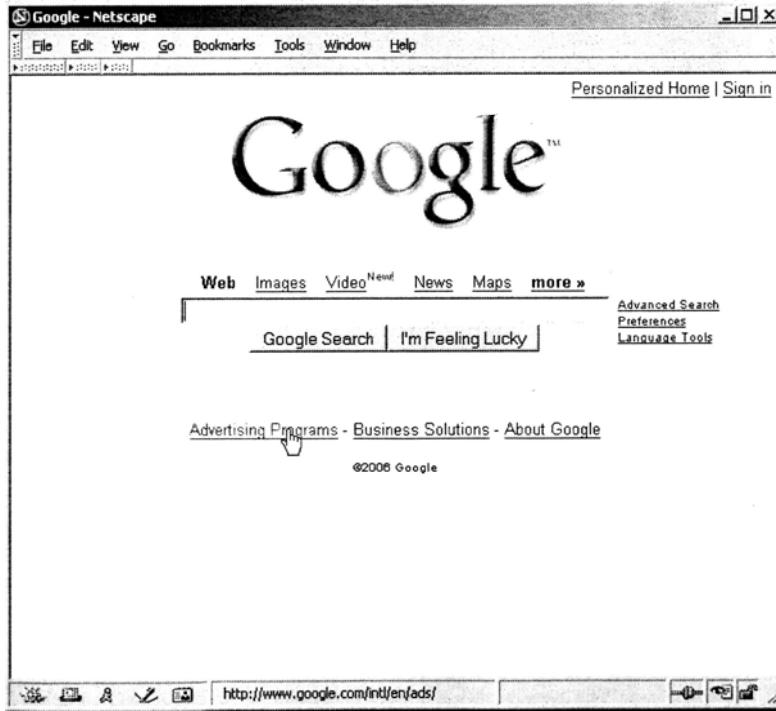 Google - Netscape
File Edit View Go Bookmarks Tools Window Help
Personalized Home | Sign in
Google™
Web Images Video New! News Maps more »
Advanced Search
Preferences
Language Tools
Google Search I'm Feeling Lucky
Advertising Programs - Business Solutions - About Google
©2006 Google
http://www.google.com/intl/en/ads/